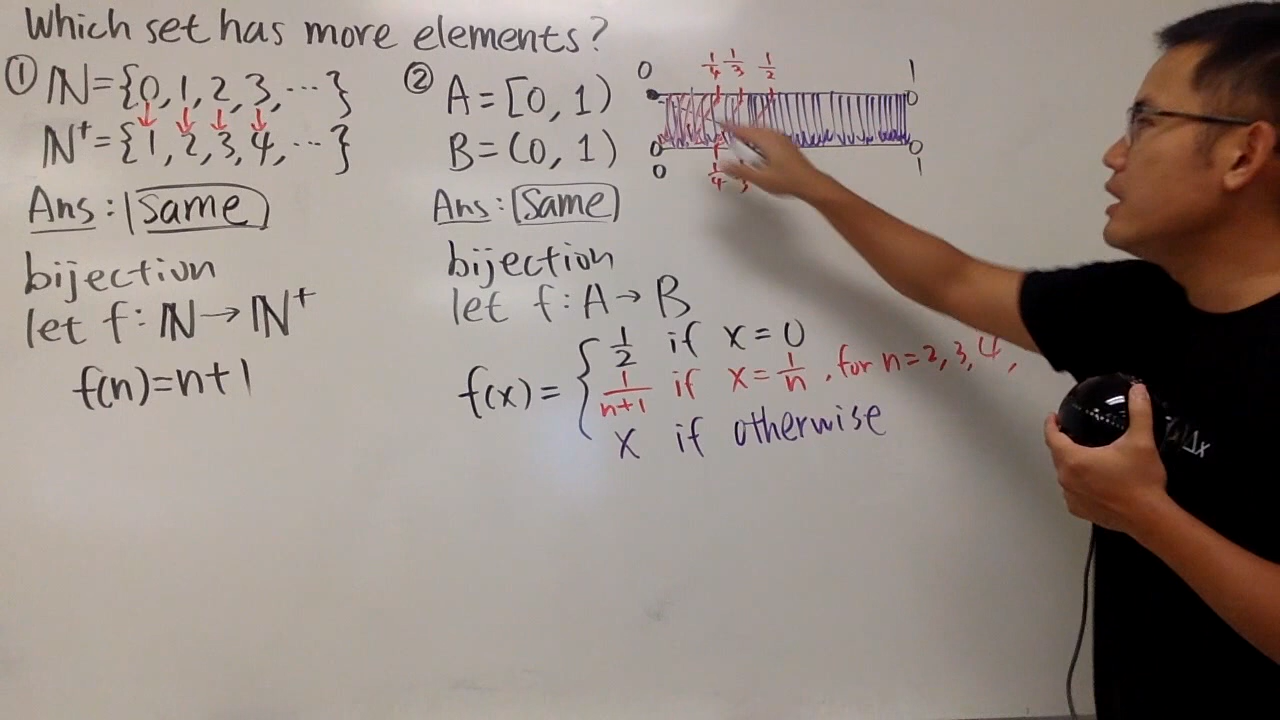 Which set has more elements?
① ℕ={0, 1, 2, 3, ⋯}
ℕ⁺={1, 2, 3, 4, ⋯}
Ans: Same
bijection
let f: ℕ → ℕ⁺
f(n)=n+1
② A = [0, 1)
B = (0, 1)
Ans: Same
bijection
let f: A → B
f(x) = { 1/2 if x = 0
1/(n+1) if x = 1/n, for n=2, 3, 4,
x if otherwise
0 1/4 1/3 1/2 1
0 1/4 3 1